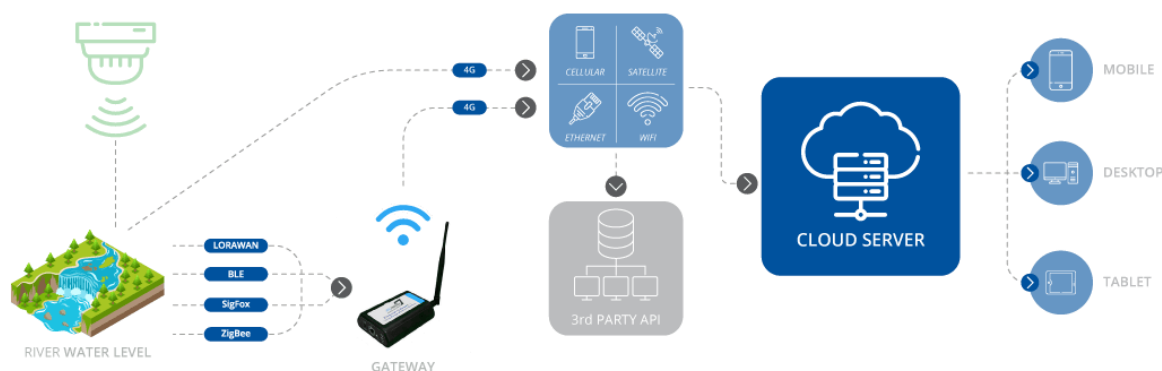 4G
4G
CELLULAR
SATELLITE
ETHERNET
WIFI
MOBILE
DESKTOP
TABLET
CLOUD SERVER
3rd PARTY API
LORAWAN
BLE
SigFox
ZigBee
RIVER WATER LEVEL
GATEWAY